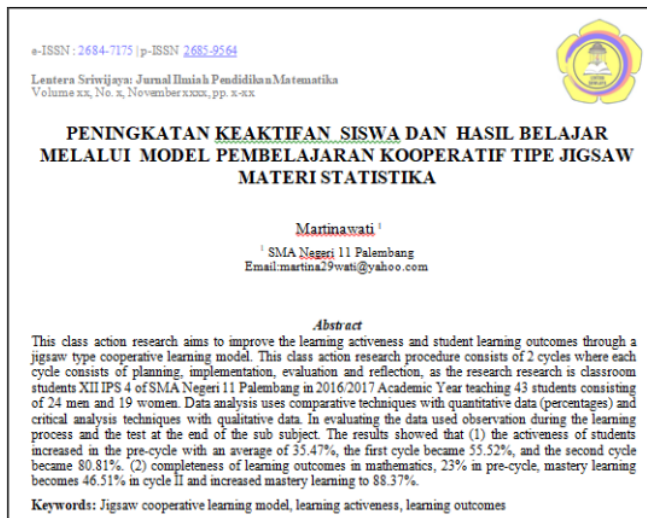 e-ISSN : 2684-7175 | p-ISSN 2685-9564
Lentera Sriwijaya: Jurnal Ilmiah Pendidikan Matematika
Volume xx, No. x, November xxxx, pp. x-xx
PENINGKATAN KEAKTIFAN SISWA DAN HASIL BELAJAR
MELALUI MODEL PEMBELAJARAN KOOPERATIF TIPE JIGSAW
MATERI STATISTIKA
Martinawati ¹
¹ SMA Negeri 11 Palembang
Email:martina29wati@yahoo.com
Abstract
This class action research aims to improve the learning activeness and student learning outcomes through a
jigsaw type cooperative learning model. This class action research procedure consists of 2 cycles where each
cycle consists of planning, implementation, evaluation and reflection, as the research research is classroom
students XII IPS 4 of SMA Negeri 11 Palembang in 2016/2017 Academic Year teaching 43 students consisting
of 24 men and 19 women. Data analysis uses comparative techniques with quantitative data (percentages) and
critical analysis techniques with qualitative data. In evaluating the data used observation during the learning
process and the test at the end of the sub subject. The results showed that (1) the activeness of students
increased in the pre-cycle with an average of 35.47%, the first cycle became 55.52%, and the second cycle
became 80.81%. (2) completeness of learning outcomes in mathematics, 23% in pre-cycle, mastery learning
becomes 46.51% in cycle II and increased mastery learning to 88.37%.
Keywords: Jigsaw cooperative learning model, learning activeness, learning outcomes